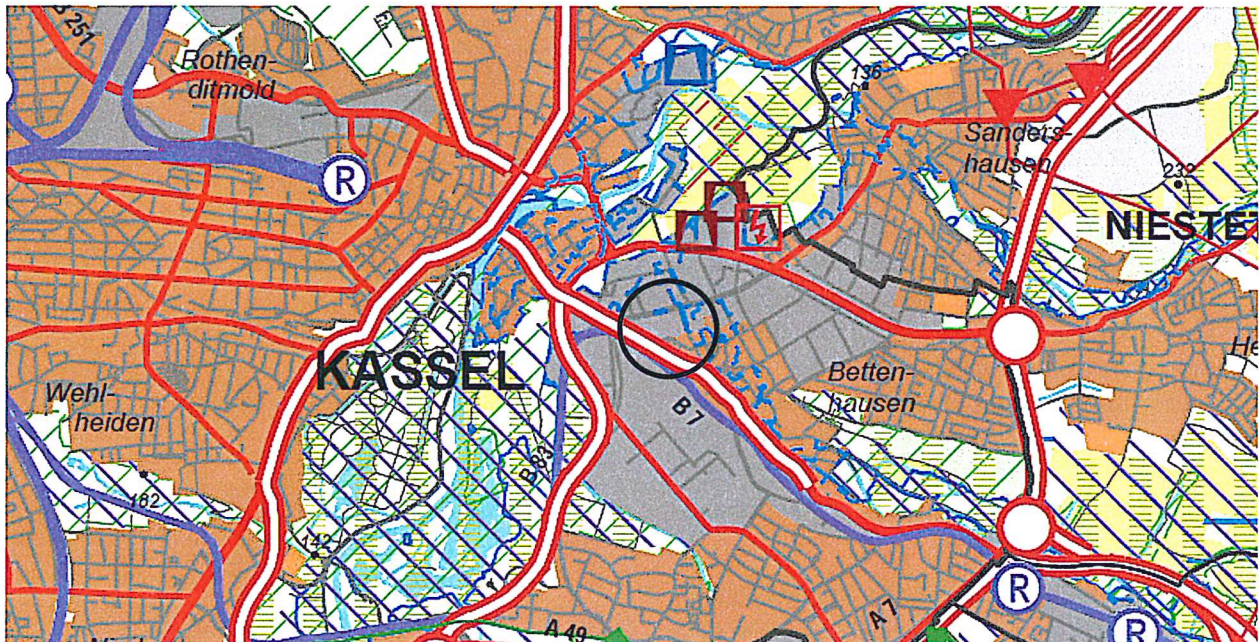 B 251
Rothen-
ditmold
136
Sanders-
hausen
232
R
NIESTE
KASSEL
Wehl-
heiden
Betten-
hausen
He
B 7
B 83
182
142
R
R
A 49
A 7